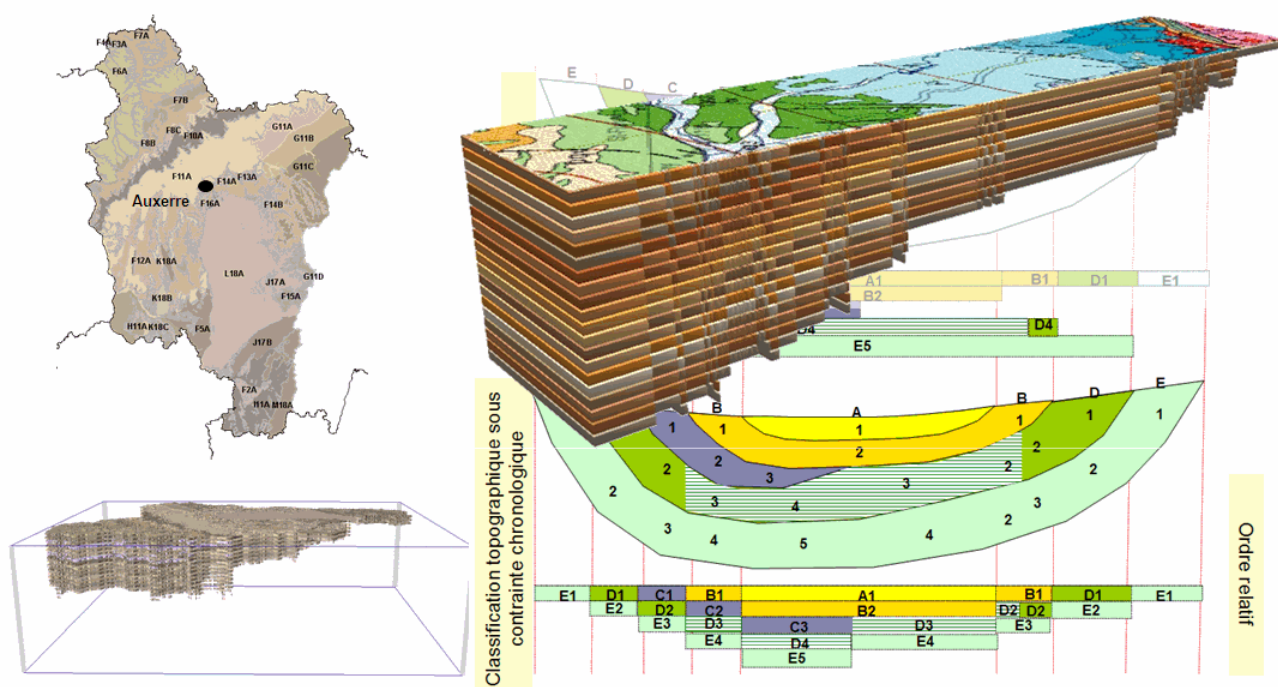 F4A F3A F7A
F6A
F7B
G11A
F8C F10A
G11B
F8B
G11C
F11A F14A F13A
Auxerre
F16A
F14B
F12A K18A
L18A
G11D
J17A
F15A
K18B
H11A K18C
F5A
J17B
F2A
I11A M18A
Classification topographique sous
contrainte chronologique
Ordre relatif
E D C
A1 B1 D1 E1
B2
D4 D4
E5
B A B D E
1 1 1 1 1 1
2 2 2 2 2 2 2
3 3 3
3 4 4 5 4 2 3
E1 D1 C1 B1 A1 B1 D1 E1
E2 D2 C2 B2 D2 D2 E2
E3 D3 C3 D3 E3
E4 D4 E4
E5